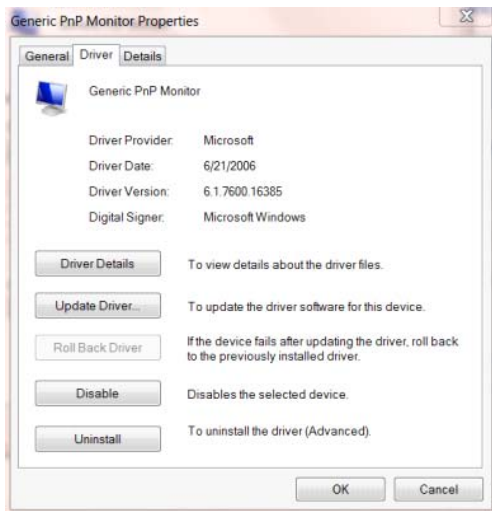 Generic PnP Monitor Properties
General Driver Details
Generic PnP Monitor
Driver Provider: Microsoft
Driver Date: 6/21/2006
Driver Version: 6.1.7600.16385
Digital Signer: Microsoft Windows
Driver Details To view details about the driver files.
Update Driver... To update the driver software for this device.
Roll Back Driver If the device fails after updating the driver, roll back
to the previously installed driver.
Disable Disables the selected device.
Uninstall To uninstall the driver (Advanced).
OK Cancel